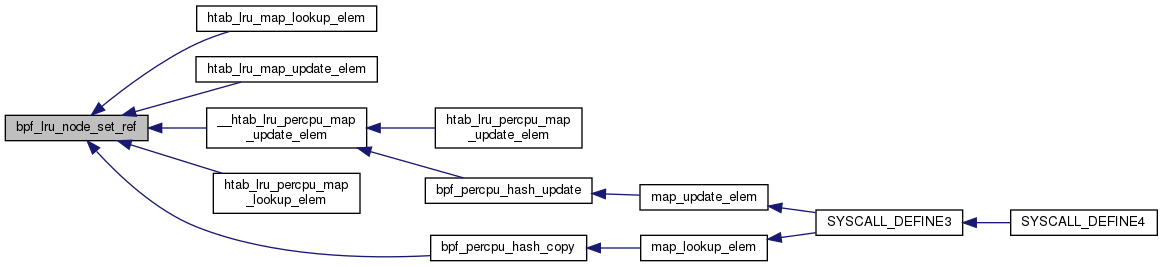 htab_lru_map_lookup_elem
htab_lru_map_update_elem
bpf_lru_node_set_ref
__htab_lru_percpu_map
_update_elem
htab_lru_percpu_map
_update_elem
htab_lru_percpu_map
_lookup_elem
bpf_percpu_hash_update
map_update_elem
SYSCALL_DEFINE3
SYSCALL_DEFINE4
bpf_percpu_hash_copy
map_lookup_elem